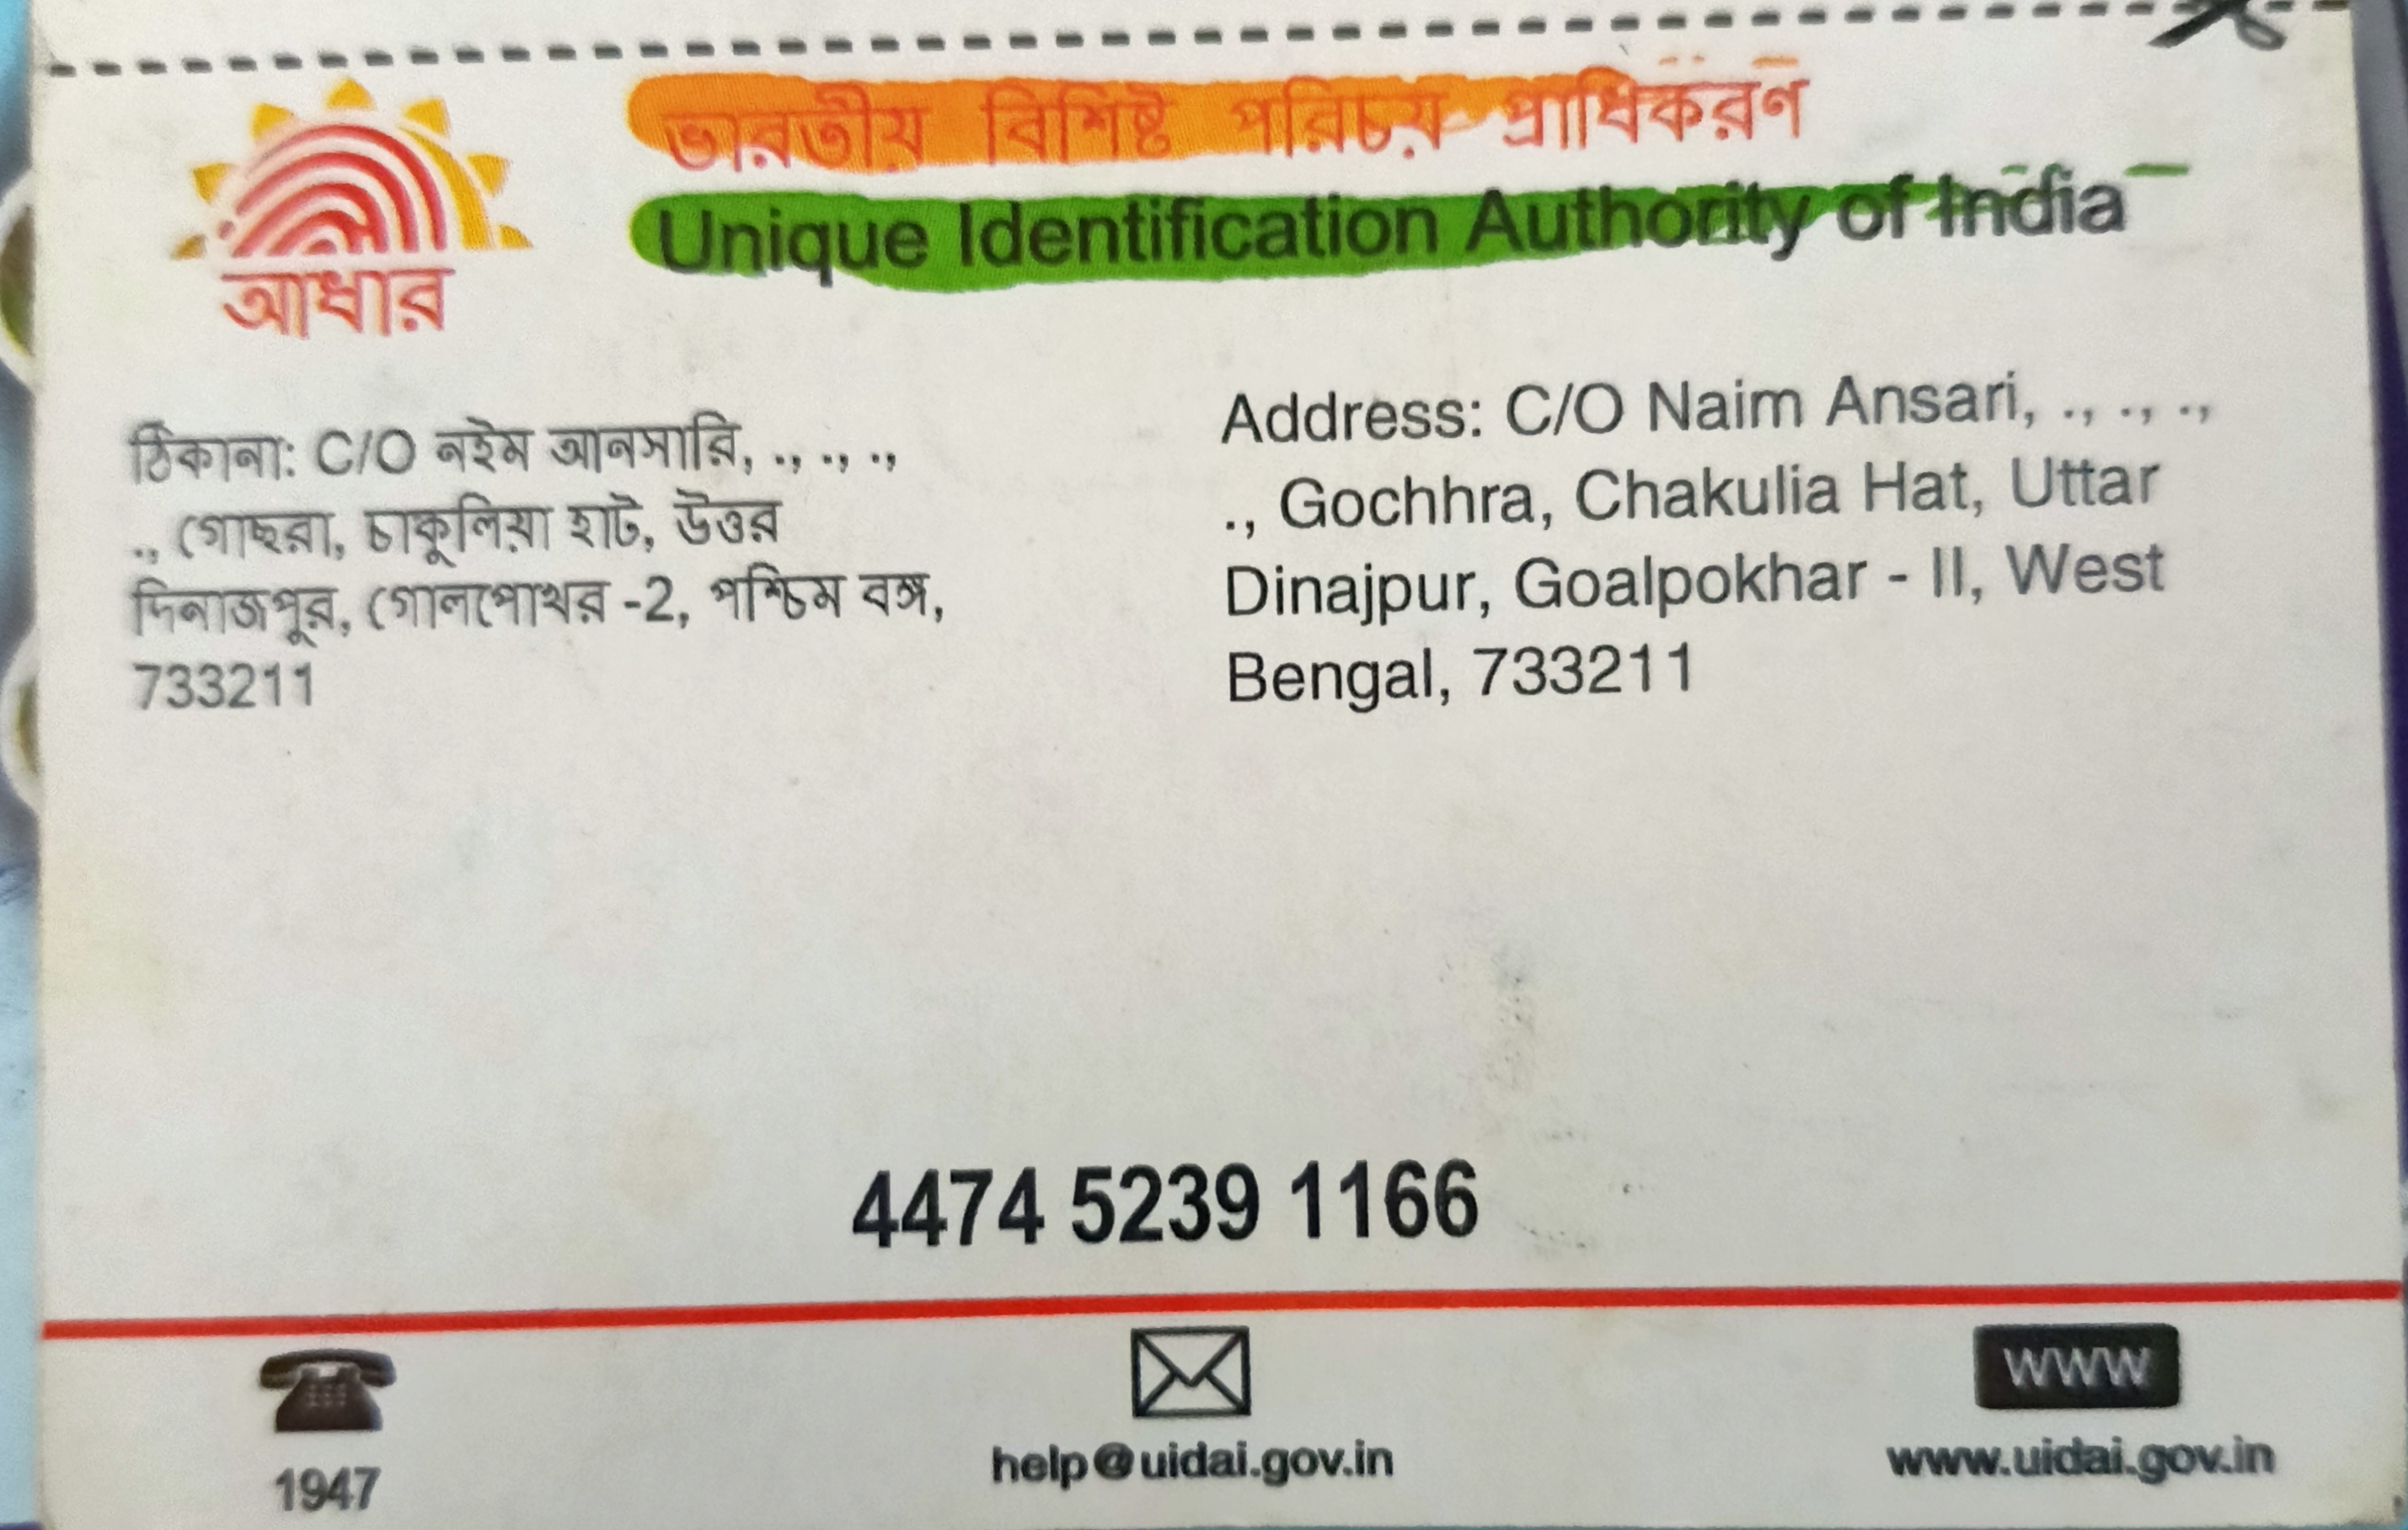 ভারতীয় বিশিষ্ট পরিচয় প্রাধিকরণ
Unique Identification Authority of India
আধার
ঠিকানা: C/O নইম আনসারি, ., ., .,
., গোছরা, চাকুলিয়া হাট, উত্তর
দিনাজপুর, গোলপোখর -2, পশ্চিম বঙ্গ,
733211
Address: C/O Naim Ansari, ., ., .,
., Gochhra, Chakulia Hat, Uttar
Dinajpur, Goalpokhar - II, West
Bengal, 733211
4474 5239 1166
1947
help@uidai.gov.in
WWW
www.uidai.gov.in